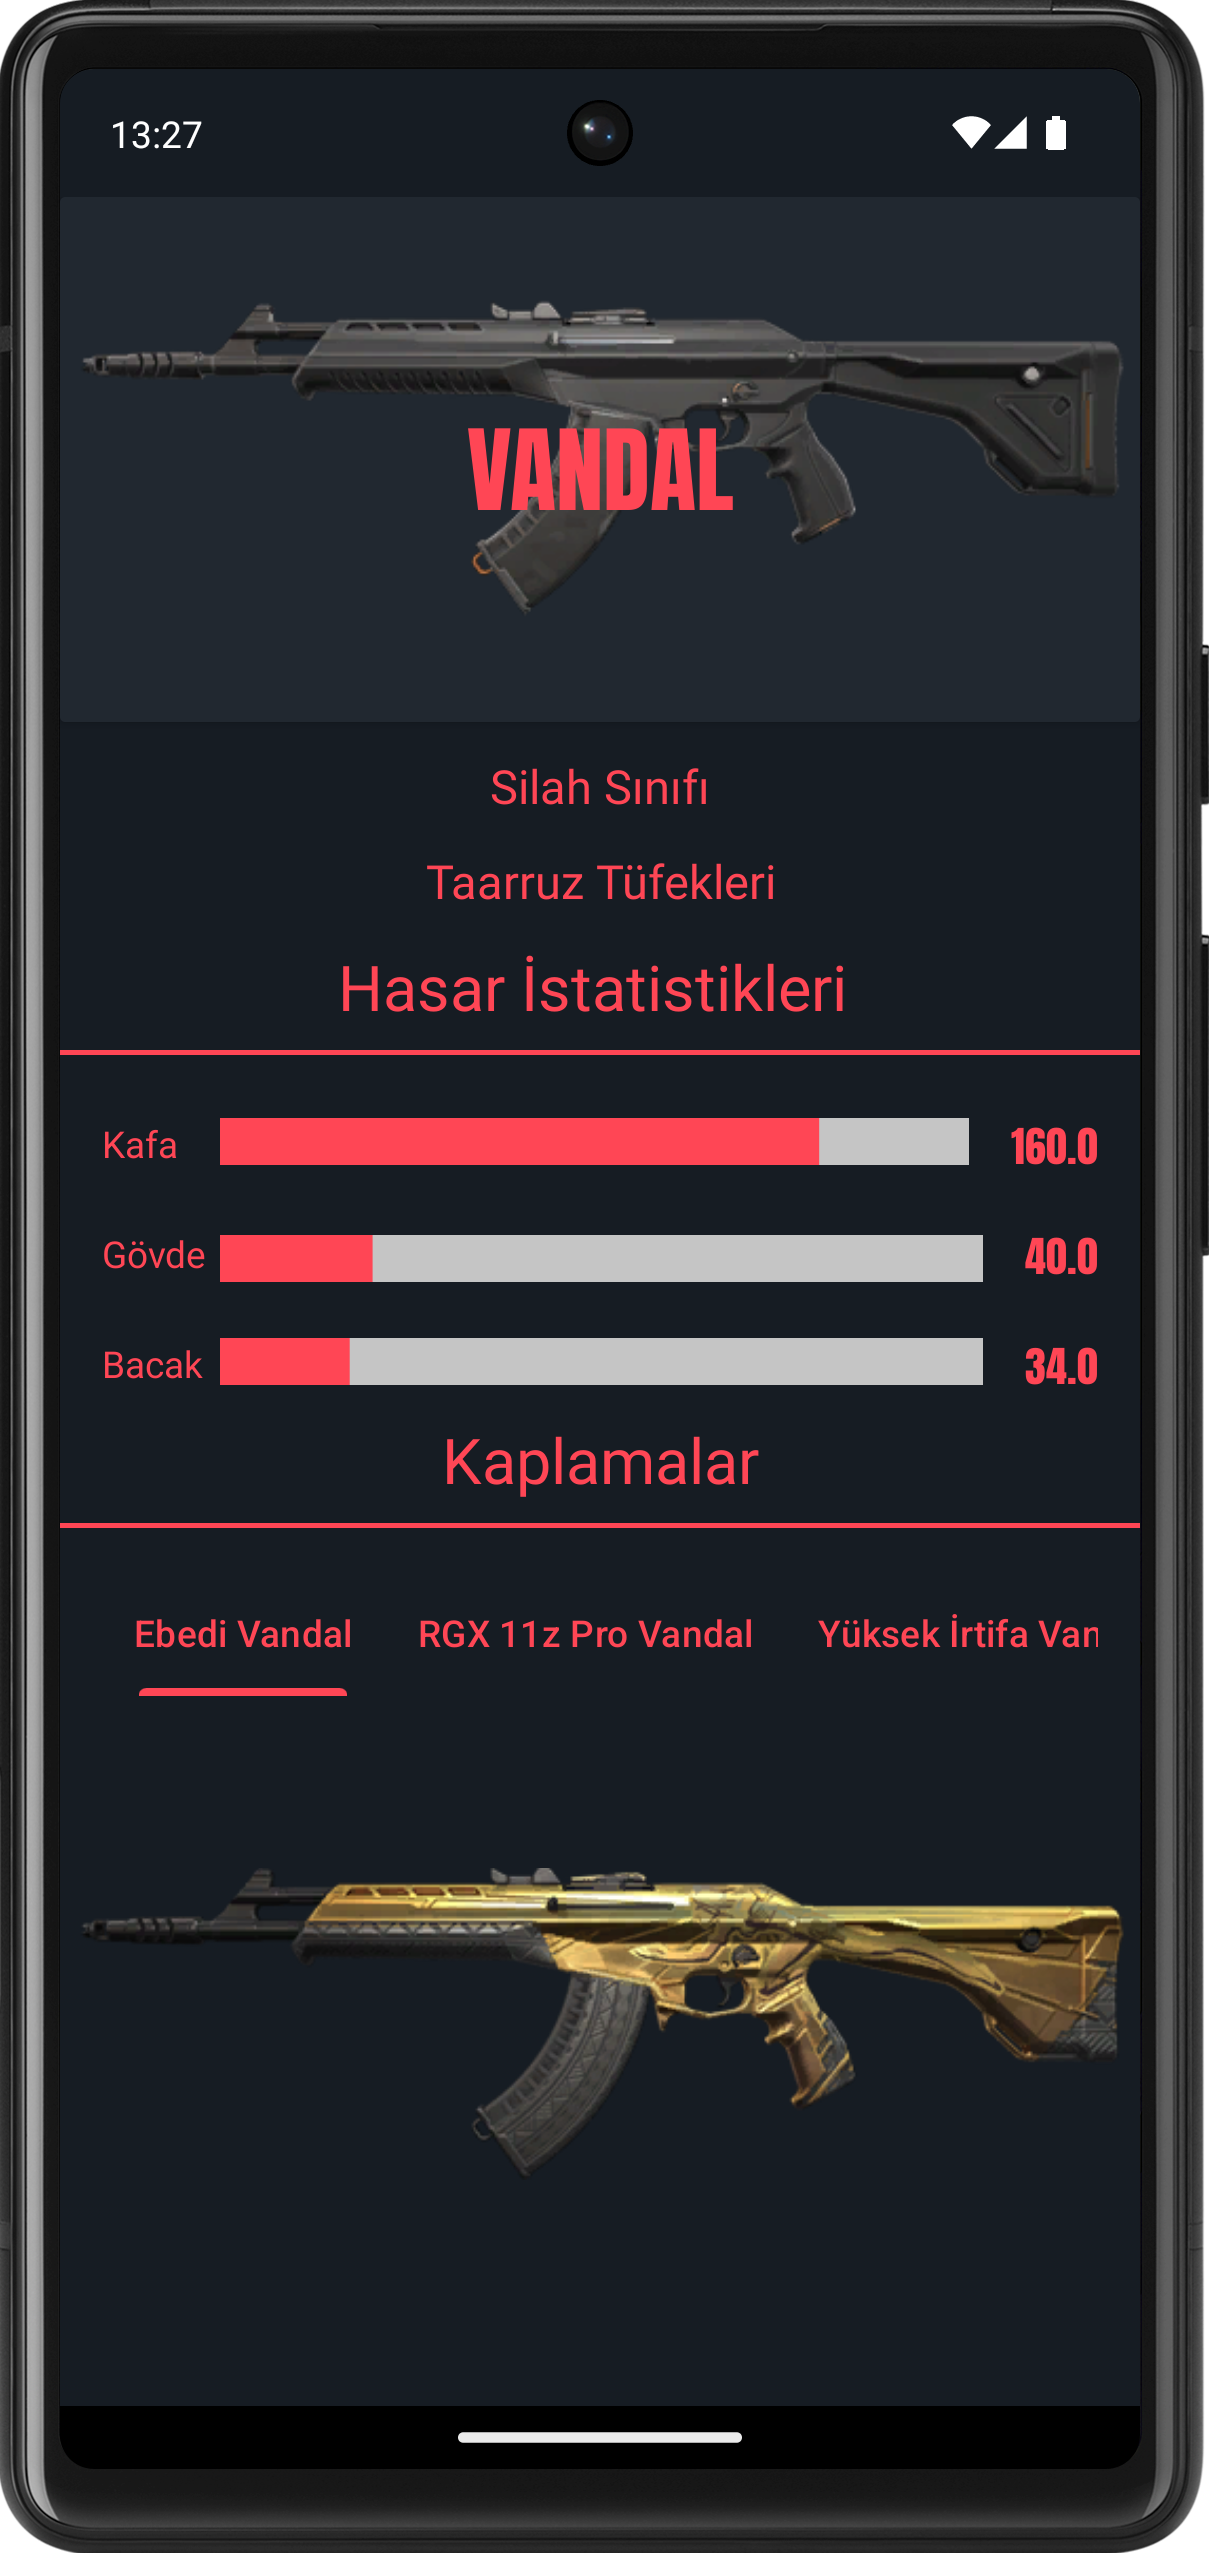 13:27
VANDAL
Silah Sınıfı
Taarruz Tüfekleri
Hasar İstatistikleri
Kafa 160.0
Gövde 40.0
Bacak 34.0
Kaplamalar
Ebedi Vandal RGX 11z Pro Vandal Yüksek İrtifa Van